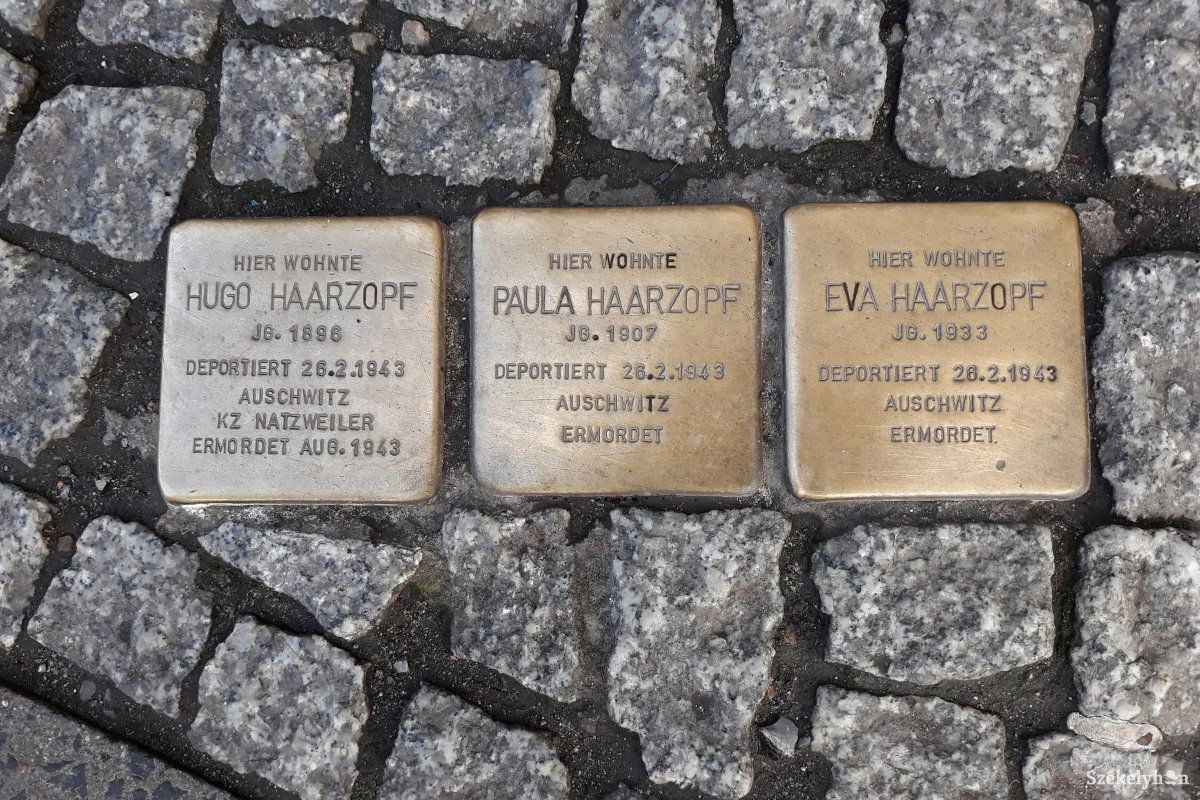 HIER WOHNTE
HUGO HAARZOPF
JG. 1896
DEPORTIERT 26.2.1943
AUSCHWITZ
KZ NATZWEILER
ERMORDET AUG. 1943
HIER WOHNTE
PAULA HAARZOPF
JG. 1907
DEPORTIERT 26.2.1943
AUSCHWITZ
ERMORDET
HIER WOHNTE
EVA HAARZOPF
JG. 1933
DEPORTIERT 26.2.1943
AUSCHWITZ
ERMORDET
Székelyhon